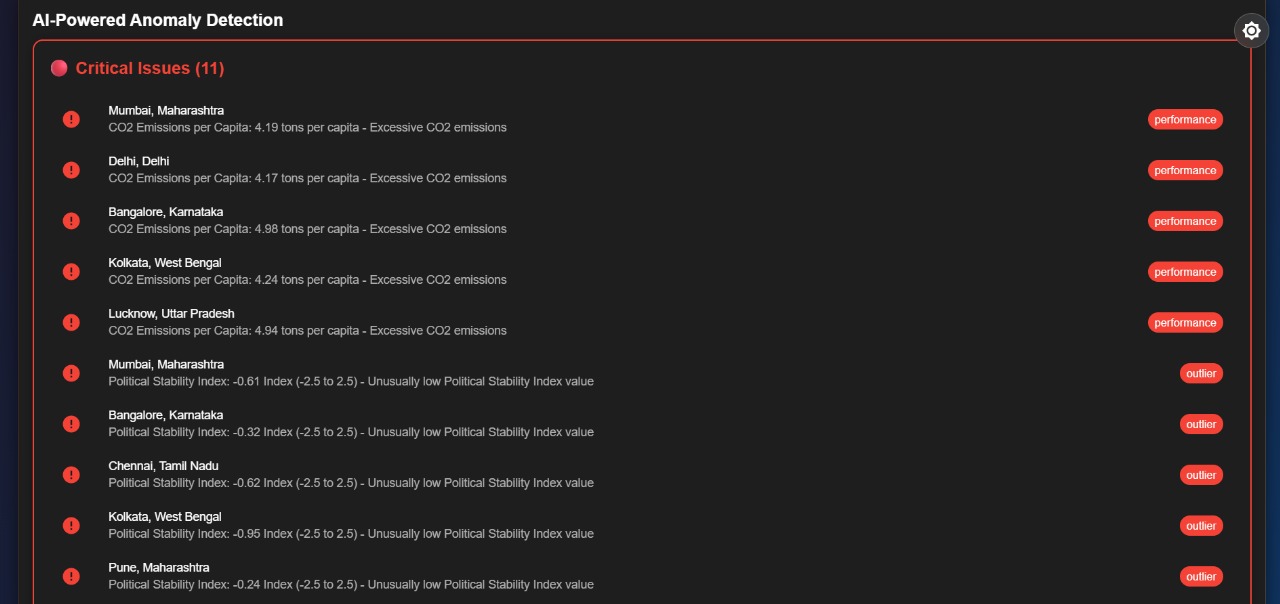 AI-Powered Anomaly Detection
Critical Issues (11)
Mumbai, Maharashtra
CO2 Emissions per Capita: 4.19 tons per capita - Excessive CO2 emissions
performance
Delhi, Delhi
CO2 Emissions per Capita: 4.17 tons per capita - Excessive CO2 emissions
performance
Bangalore, Karnataka
CO2 Emissions per Capita: 4.98 tons per capita - Excessive CO2 emissions
performance
Kolkata, West Bengal
CO2 Emissions per Capita: 4.24 tons per capita - Excessive CO2 emissions
performance
Lucknow, Uttar Pradesh
CO2 Emissions per Capita: 4.94 tons per capita - Excessive CO2 emissions
performance
Mumbai, Maharashtra
Political Stability Index: -0.61 Index (-2.5 to 2.5) - Unusually low Political Stability Index value
outlier
Bangalore, Karnataka
Political Stability Index: -0.32 Index (-2.5 to 2.5) - Unusually low Political Stability Index value
outlier
Chennai, Tamil Nadu
Political Stability Index: -0.62 Index (-2.5 to 2.5) - Unusually low Political Stability Index value
outlier
Kolkata, West Bengal
Political Stability Index: -0.95 Index (-2.5 to 2.5) - Unusually low Political Stability Index value
outlier
Pune, Maharashtra
Political Stability Index: -0.24 Index (-2.5 to 2.5) - Unusually low Political Stability Index value
outlier